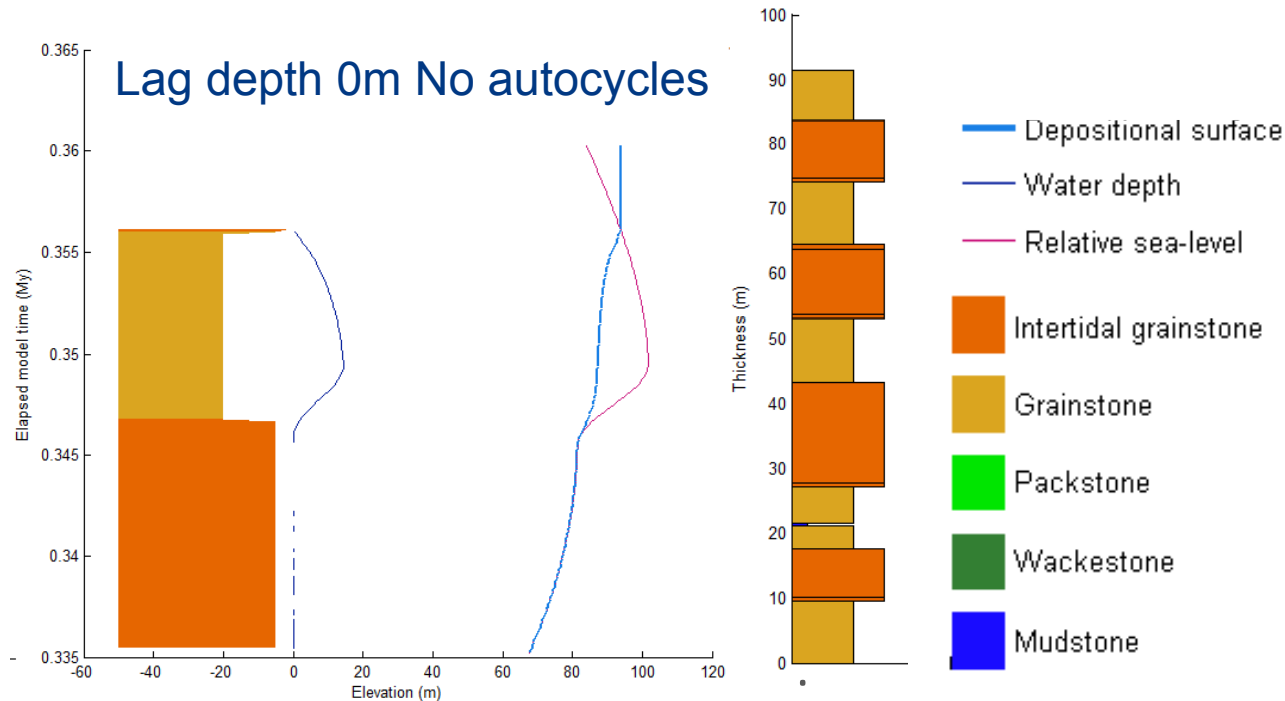 Lag depth 0m No autocycles
0.365
0.36
0.355
0.35
0.345
0.34
0.335
Elapsed model time (My)
-60
-40
-20
0
20
40
60
80
100
120
Elevation (m)
100
90
80
70
60
50
40
30
20
10
0
Thickness (m)
Depositional surface
Water depth
Relative sea-level
Intertidal grainstone
Grainstone
Packstone
Wackestone
Mudstone